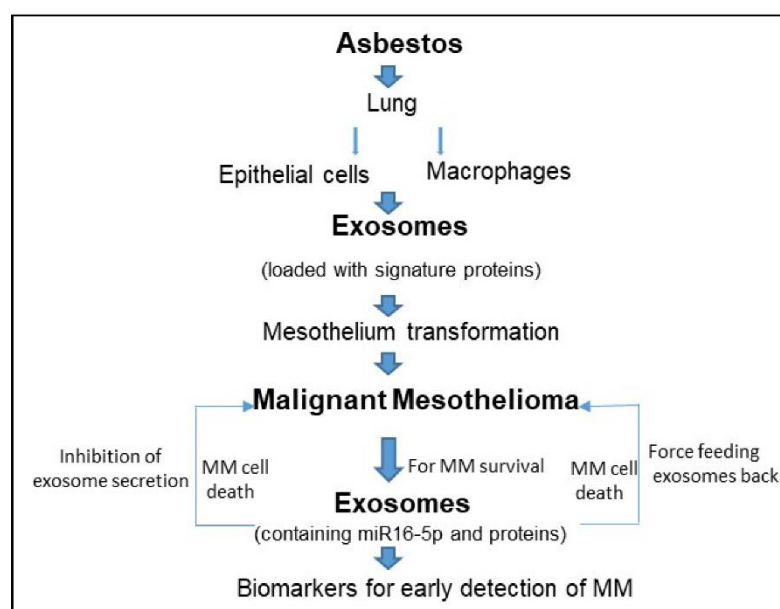 Asbestos
Lung
Epithelial cells
Macrophages
Exosomes
(loaded with signature proteins)
Mesothelium transformation
Malignant Mesothelioma
Inhibition of
exosome secretion
MM cell
death
For MM survival
MM cell
death
Force feeding
exosomes back
Exosomes
(containing miR16-5p and proteins)
Biomarkers for early detection of MM